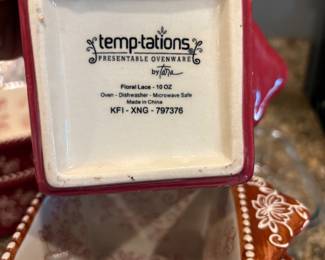 temp-tations
PRESENTABLE OVENWARE
by Tara
Floral Lace - 10 OZ
Oven - Dishwasher - Microwave Safe
Made in China
KFI - XNG - 797376